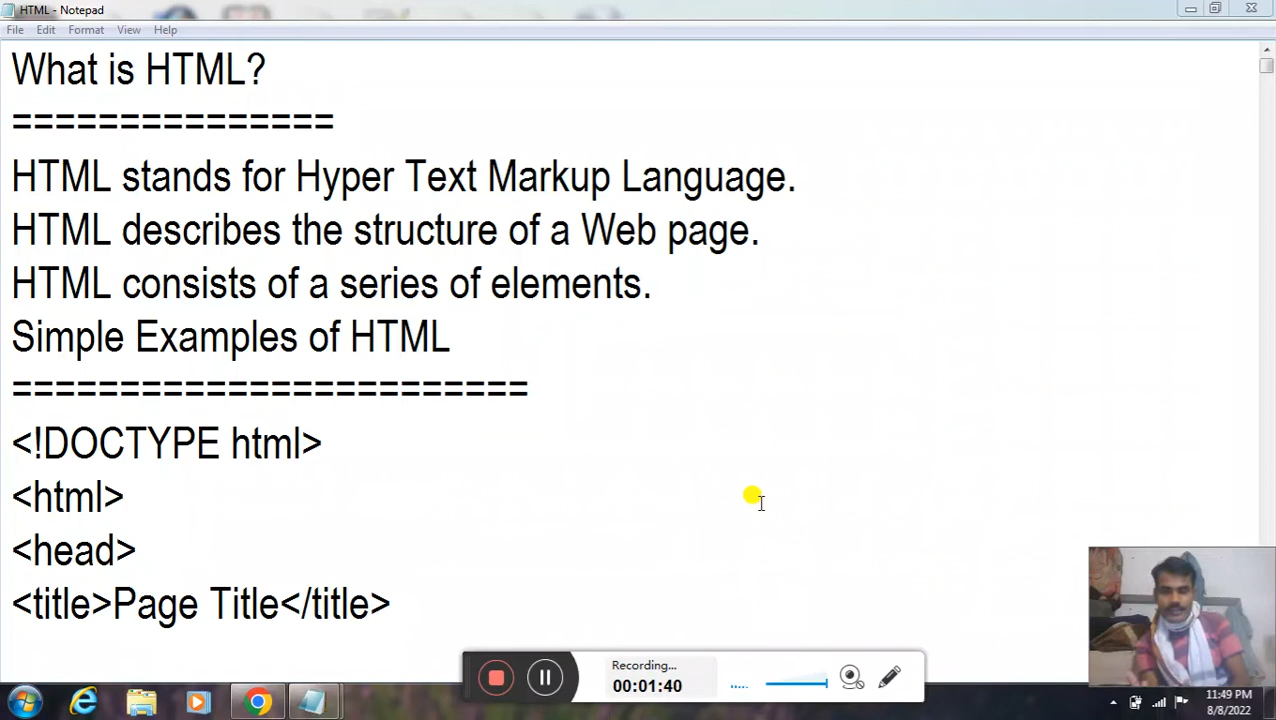 HTML - Notepad
File Edit Format View Help
What is HTML?
===============
HTML stands for Hyper Text Markup Language.
HTML describes the structure of a Web page.
HTML consists of a series of elements.
Simple Examples of HTML
========================
<!DOCTYPE html>
<html>
<head>
<title>Page Title</title>
Recording...
00:01:40
11:49 PM
8/8/2022